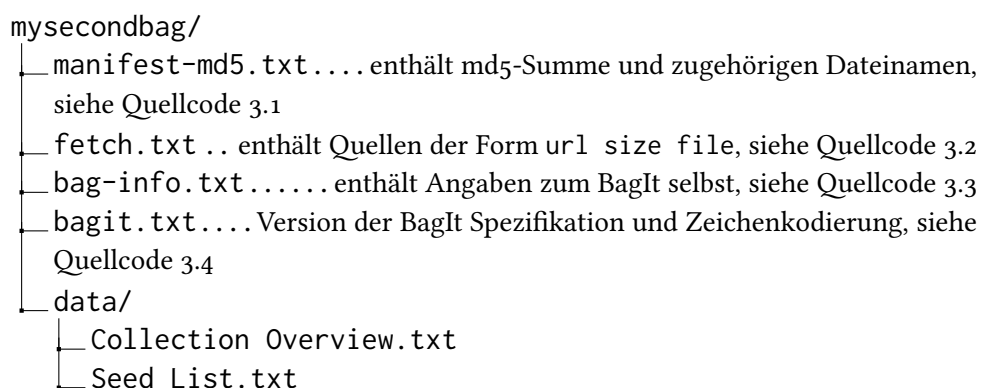 mysecondbag/
manifest-md5.txt.... enthält md5-Summe und zugehörigen Dateinamen,
siehe Quellcode 3.1
fetch.txt .. enthält Quellen der Form url size file, siehe Quellcode 3.2
bag-info.txt...... enthält Angaben zum BagIt selbst, siehe Quellcode 3.3
bagit.txt.... Version der BagIt Spezifikation und Zeichenkodierung, siehe
Quellcode 3.4
data/
Collection Overview.txt
Seed List.txt